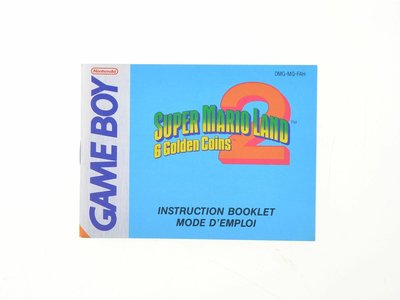 Nintendo
GAME BOY
DMG-MQ-FAH
SUPER MARIO LAND 2
6 Golden Coins
INSTRUCTION BOOKLET
MODE D'EMPLOI